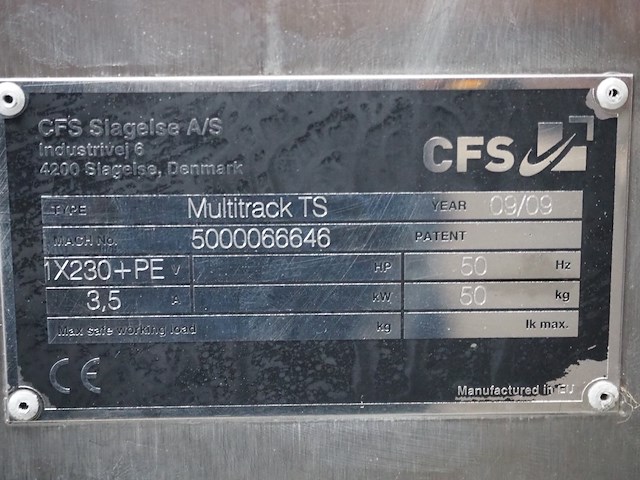 CFS Slagelse A/S
Industrivej 6
4200 Slagelse, Denmark
CFS
TYPE Multitrack TS YEAR 09/09
MACH No. 5000066646 PATENT
1X230+PE V HP 50 Hz
3,5 A kW 50 kg
Max safe working load kg Ik max.
CE
Manufactured in EU